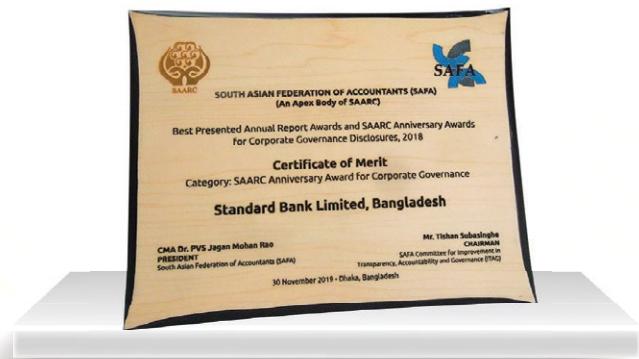 SAARC
SAFA
SOUTH ASIAN FEDERATION OF ACCOUNTANTS (SAFA)
(An Apex Body of SAARC)
Best Presented Annual Report Awards and SAARC Anniversary Awards
for Corporate Governance Disclosures, 2018
Certificate of Merit
Category: SAARC Anniversary Award for Corporate Governance
Standard Bank Limited, Bangladesh
CMA Dr. PVS Jagan Mohan Rao
PRESIDENT
South Asian Federation of Accountants (SAFA)
Mr. Tishan Subasinghe
CHAIRMAN
SAFA Committee for Improvement in
Transparency, Accountability and Governance (ITAG)
30 November 2019 - Dhaka, Bangladesh